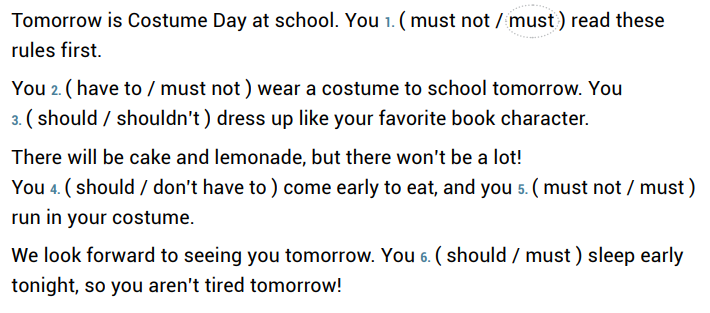 Tomorrow is Costume Day at school. You 1. ( must not / must ) read these
rules first.
You 2. ( have to / must not ) wear a costume to school tomorrow. You
3. ( should / shouldn't ) dress up like your favorite book character.
There will be cake and lemonade, but there won't be a lot!
You 4. ( should / don't have to ) come early to eat, and you 5. ( must not / must )
run in your costume.
We look forward to seeing you tomorrow. You 6. ( should / must ) sleep early
tonight, so you aren't tired tomorrow!